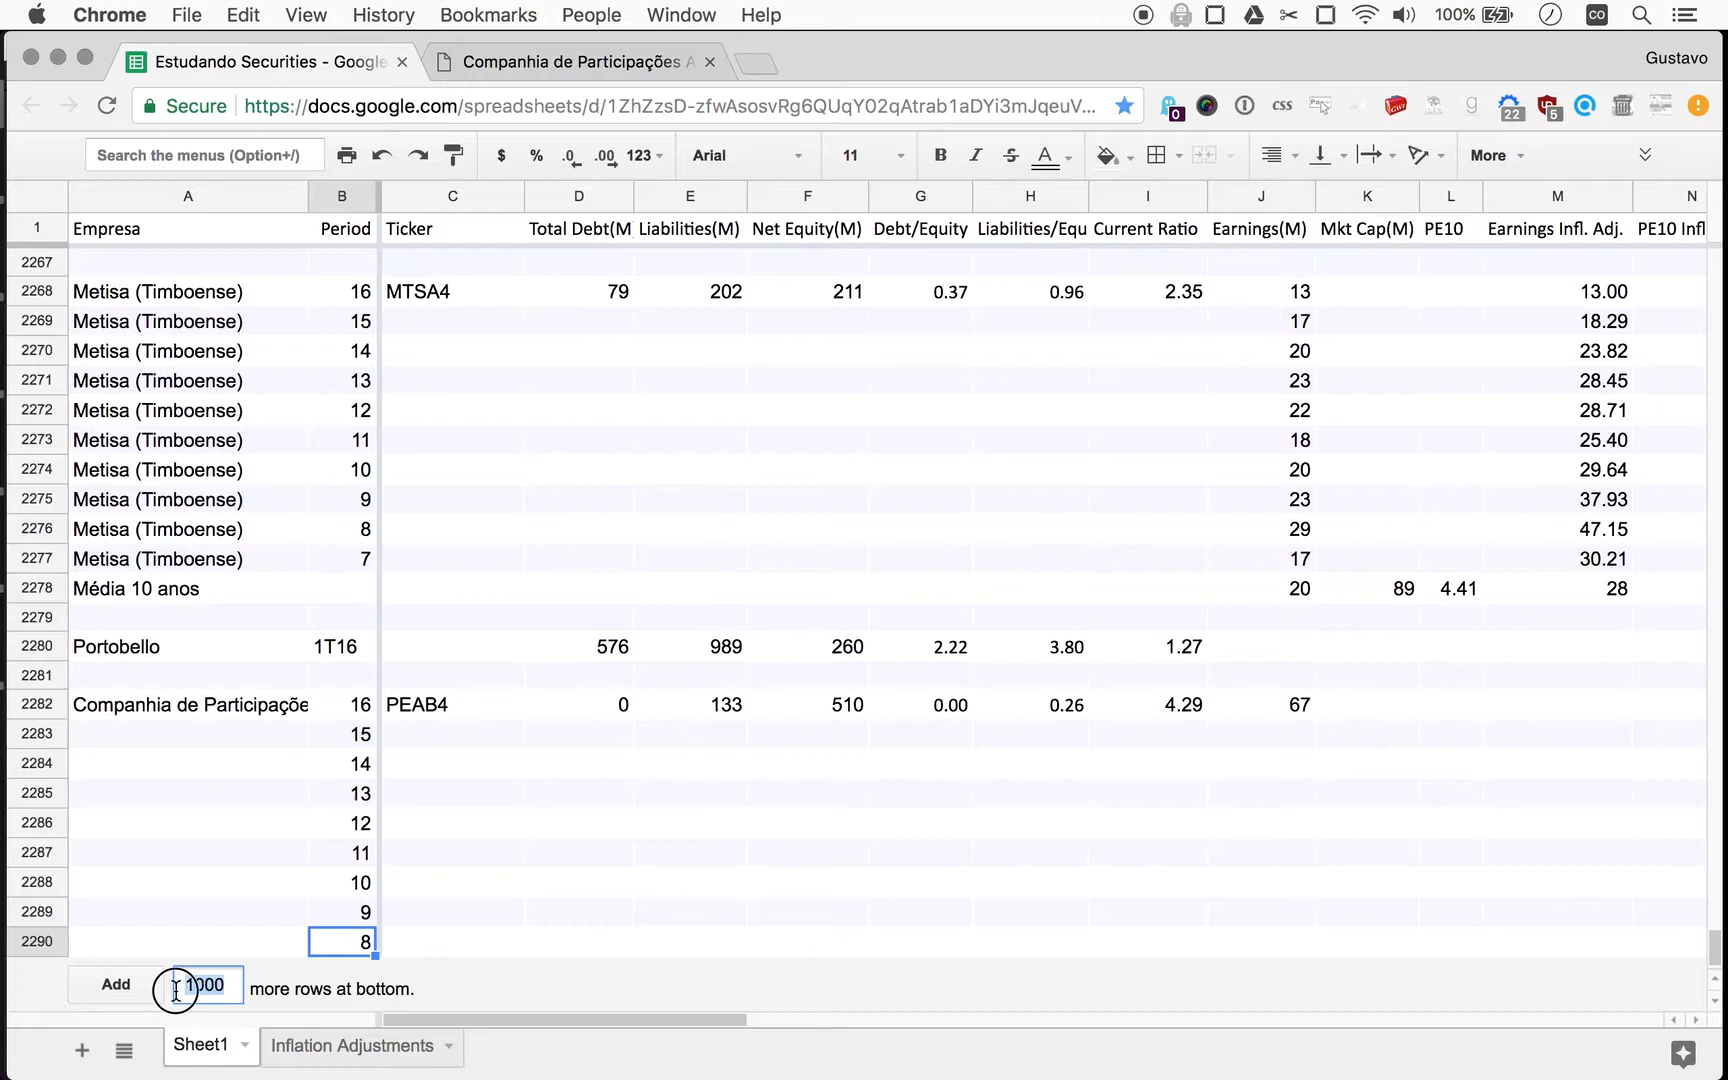 Chrome File Edit View History Bookmarks People Window Help 100% CO
Estudando Securities - Google Companhia de Participações A Gustavo
Secure https://docs.google.com/spreadsheets/d/1ZhZzsD-zfwAsosvRg6QUqY02qAtrab1aDYi3mJqeuV... 0 css g 22 5
Search the menus (Option+/) $ % .0 .00 123 Arial 11 B I S A More
A B C D E F G H I J K L M N
1 Empresa Period Ticker Total Debt(M Liabilities(M) Net Equity(M) Debt/Equity Liabilities/Equ Current Ratio Earnings(M) Mkt Cap(M) PE10 Earnings Infl. Adj. PE10 Infl
2267
2268 Metisa (Timboense) 16 MTSA4 79 202 211 0.37 0.96 2.35 13 13.00
2269 Metisa (Timboense) 15 17 18.29
2270 Metisa (Timboense) 14 20 23.82
2271 Metisa (Timboense) 13 23 28.45
2272 Metisa (Timboense) 12 22 28.71
2273 Metisa (Timboense) 11 18 25.40
2274 Metisa (Timboense) 10 20 29.64
2275 Metisa (Timboense) 9 23 37.93
2276 Metisa (Timboense) 8 29 47.15
2277 Metisa (Timboense) 7 17 30.21
2278 Média 10 anos 20 89 4.41 28
2279
2280 Portobello 1T16 576 989 260 2.22 3.80 1.27
2281
2282 Companhia de Participaçõe 16 PEAB4 0 133 510 0.00 0.26 4.29 67
2283 15
2284 14
2285 13
2286 12
2287 11
2288 10
2289 9
2290 8
Add 1000 more rows at bottom.
Sheet1 Inflation Adjustments